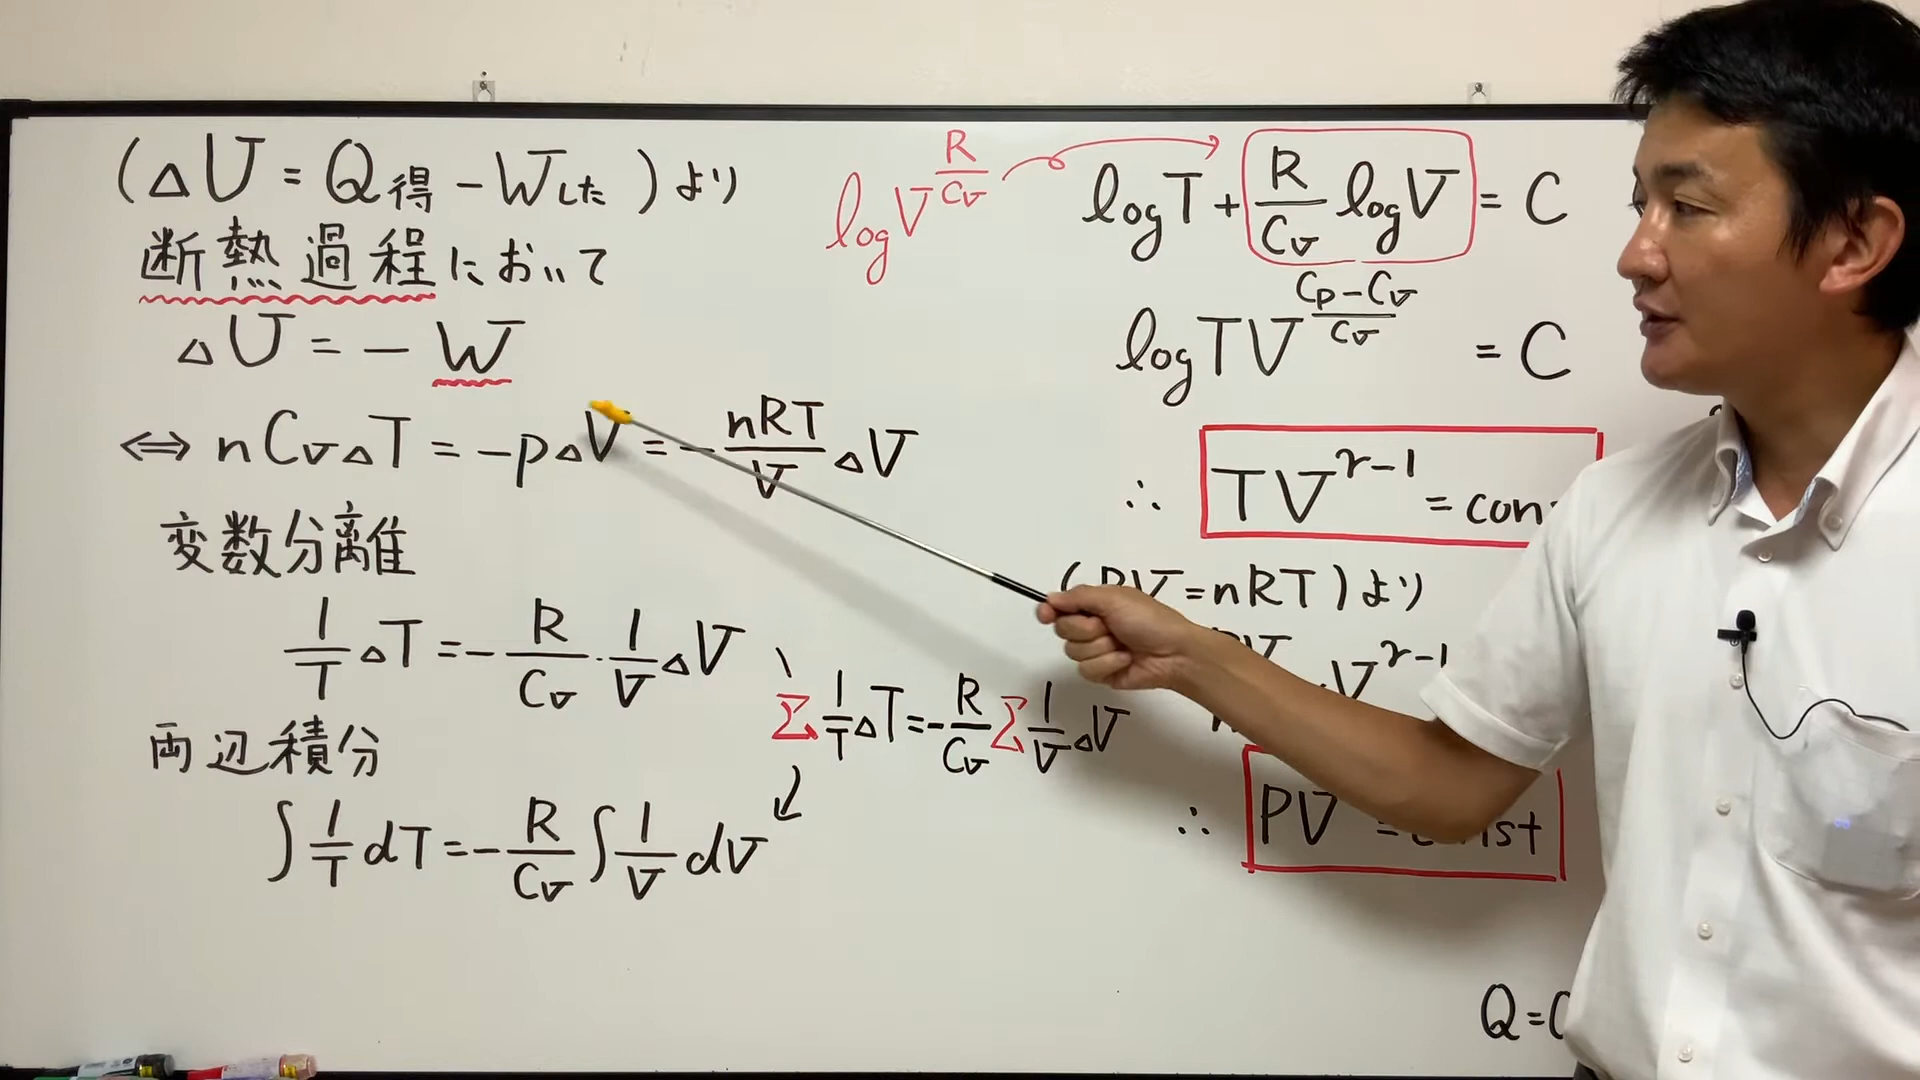 (ΔU = Q得 - Wした) より
断熱過程において
ΔU = - W
⇔ nCvΔT = -pΔV = - nRT/V ΔV
変数分離
1/T ΔT = - R/Cv · 1/V ΔV
両辺積分
Σ 1/T ΔT = - R/Cv Σ 1/V ΔV
∫ 1/T dT = - R/Cv ∫ 1/V dV
log V^(R/Cv)
log T + R/Cv log V = C
log TV^((Cp-Cv)/Cv) = C
∴ TV^(γ-1) = con
(PV = nRT) より
V^(γ-1)
∴ PV = const
Q=0